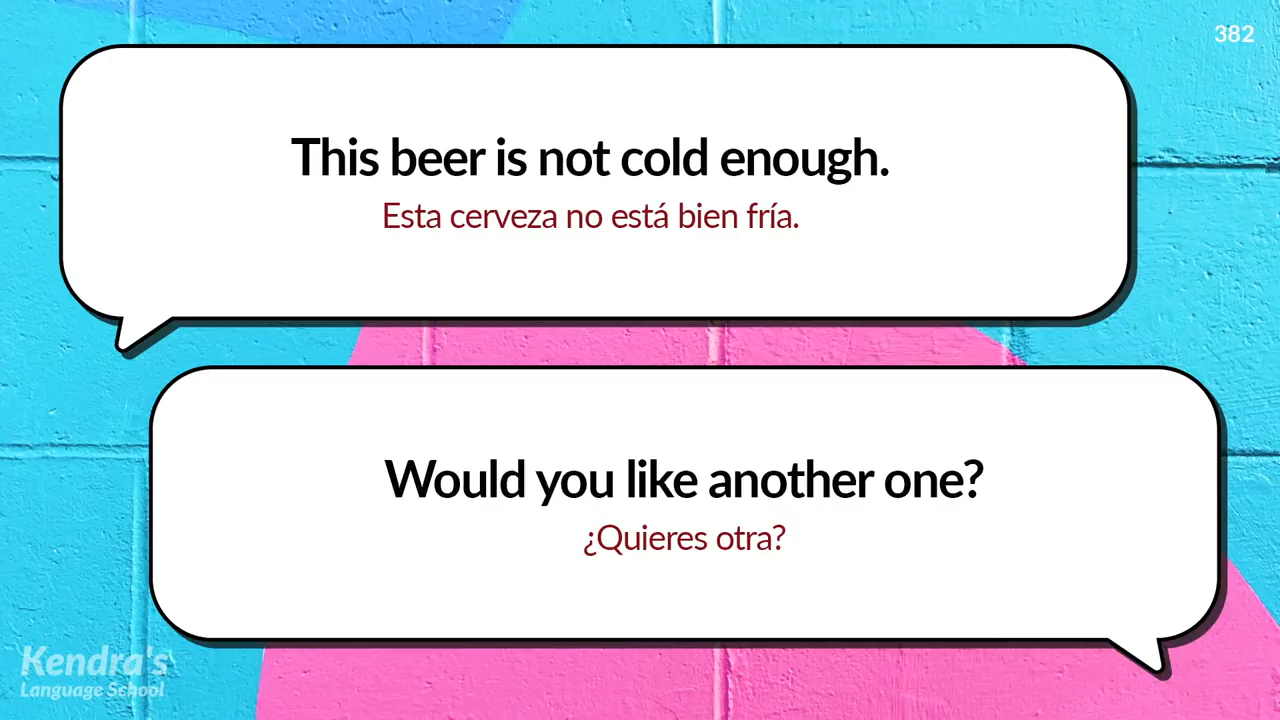 382
This beer is not cold enough.
Esta cerveza no está bien fría.
Would you like another one?
¿Quieres otra?
Kendra's
Language School